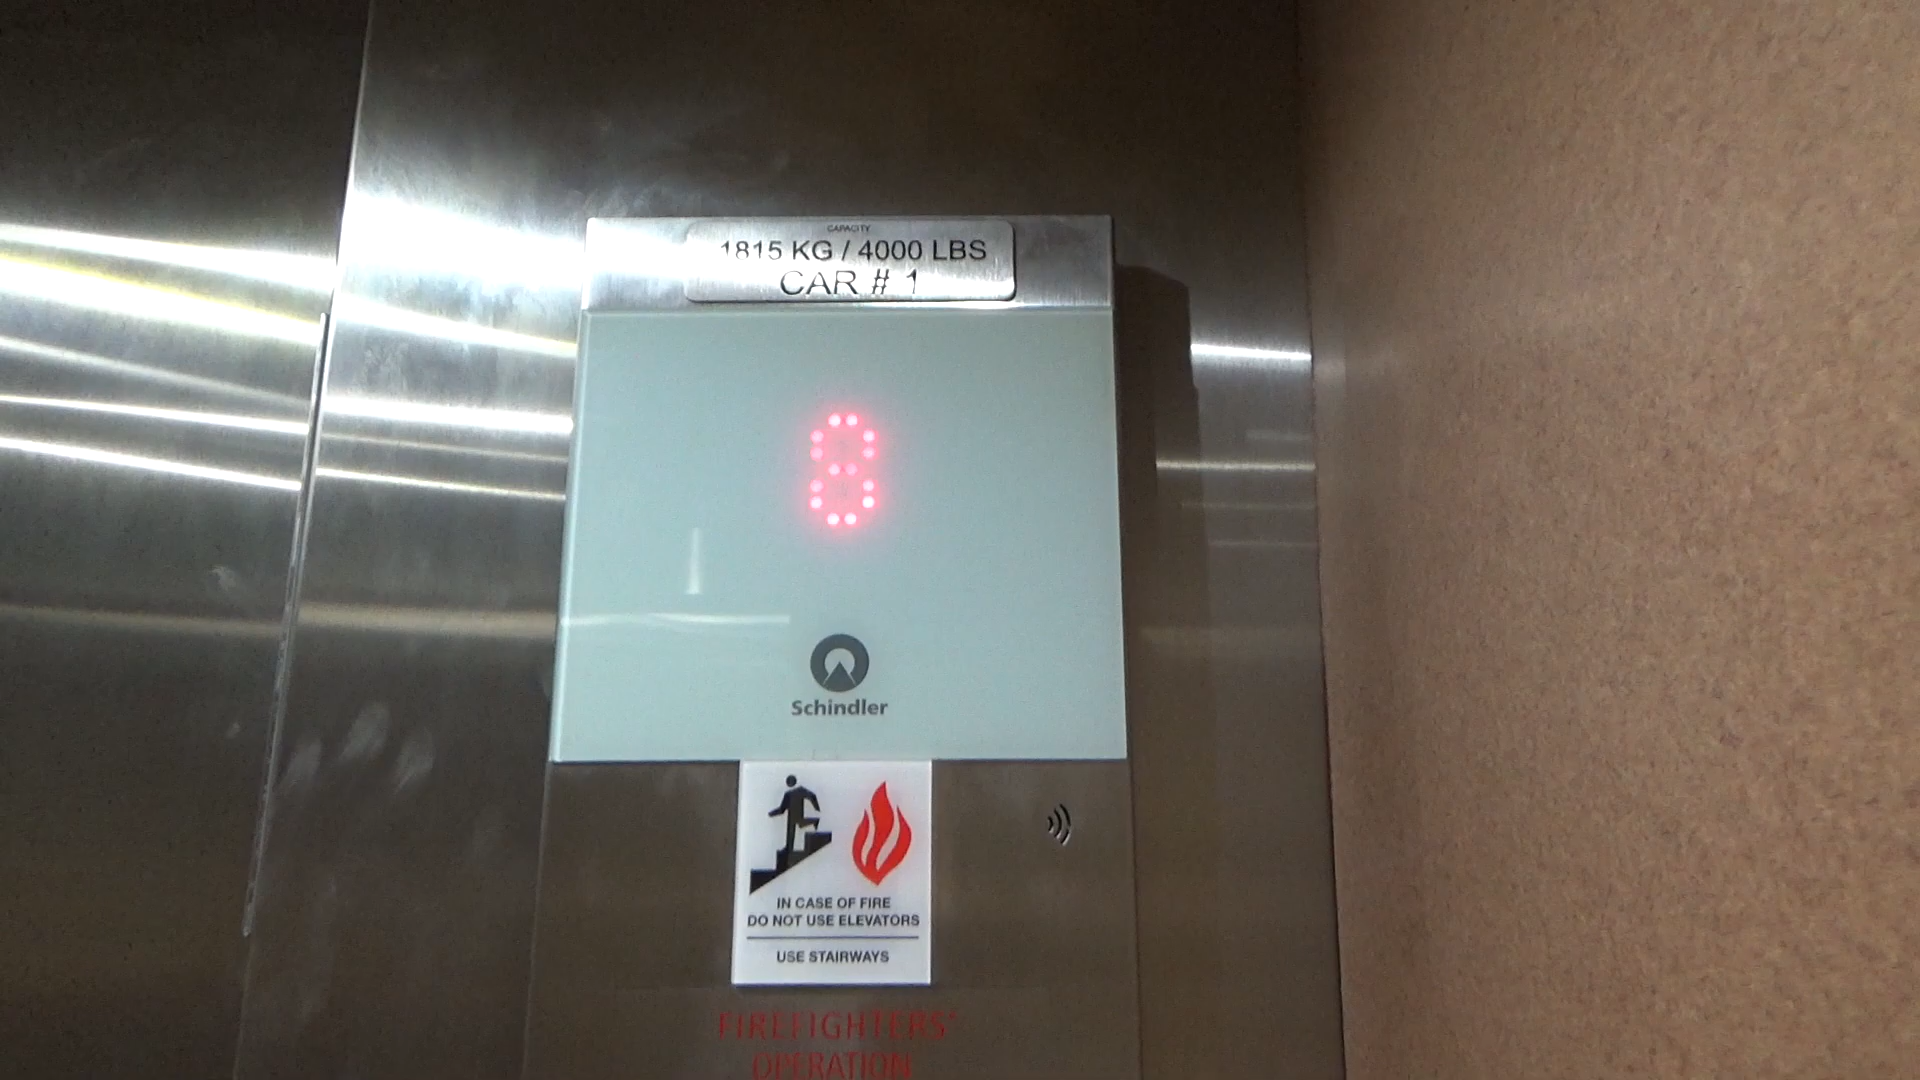 CAPACITY
1815 KG / 4000 LBS
CAR # 1
8
Schindler
IN CASE OF FIRE
DO NOT USE ELEVATORS
USE STAIRWAYS
FIREFIGHTERS'
OPERATION